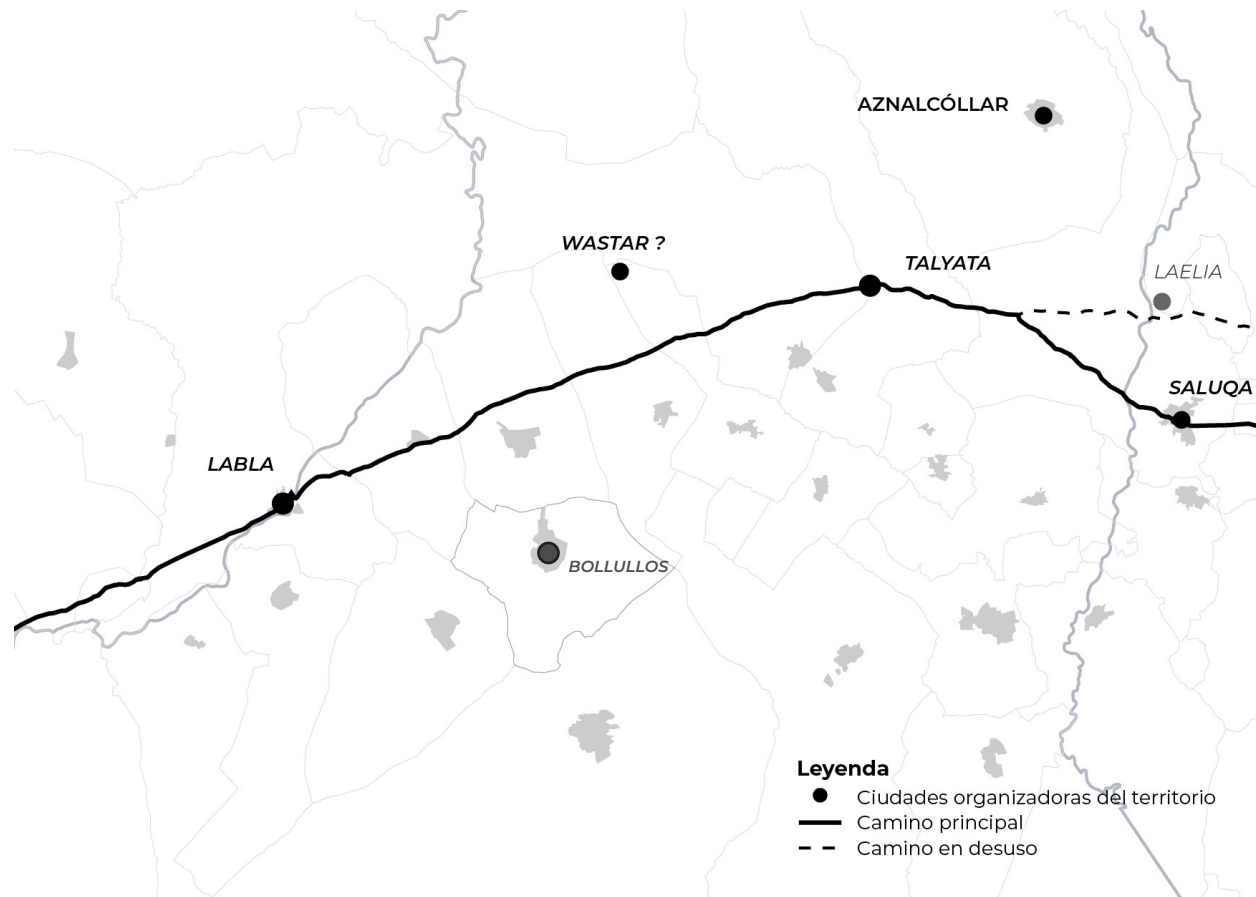 AZNALCÓLLAR
WASTAR ?
TALYATA
LAELIA
SALUQA
LABLA
BOLLULLOS
Leyenda
Ciudades organizadoras del territorio
Camino principal
Camino en desuso